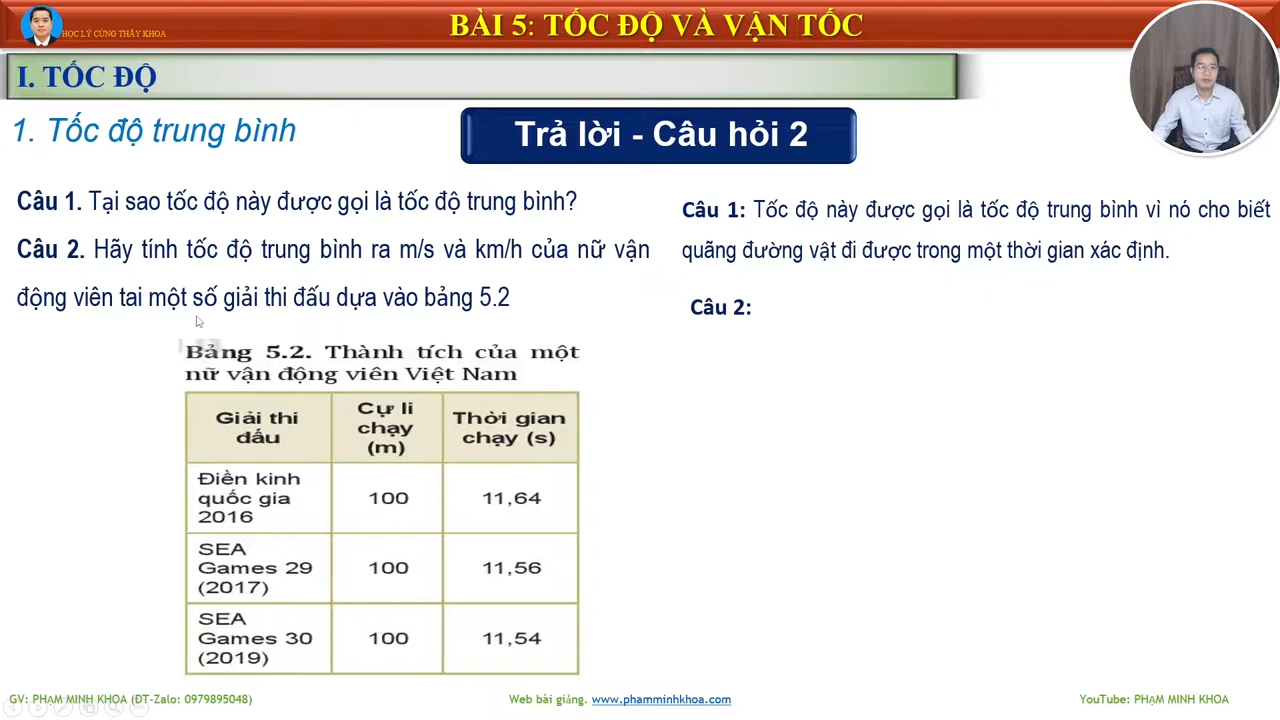 HỌC LÝ CÙNG THẦY KHOA
BÀI 5: TỐC ĐỘ VÀ VẬN TỐC
I. TỐC ĐỘ
1. Tốc độ trung bình
Trả lời - Câu hỏi 2
Câu 1. Tại sao tốc độ này được gọi là tốc độ trung bình?
Câu 2. Hãy tính tốc độ trung bình ra m/s và km/h của nữ vận
động viên tai một số giải thi đấu dựa vào bảng 5.2
Câu 1: Tốc độ này được gọi là tốc độ trung bình vì nó cho biết
quãng đường vật đi được trong một thời gian xác định.
Câu 2:
Bảng 5.2. Thành tích của một
nữ vận động viên Việt Nam
Giải thi
đấu
Cự li
chạy
(m)
Thời gian
chạy (s)
Điền kinh
quốc gia
2016
100
11,64
SEA
Games 29
(2017)
100
11,56
SEA
Games 30
(2019)
100
11,54
GV: PHẠM MINH KHOA (ĐT-Zalo: 0979895048)
Web bài giảng. www.phamminhkhoa.com
YouTube: PHẠM MINH KHOA